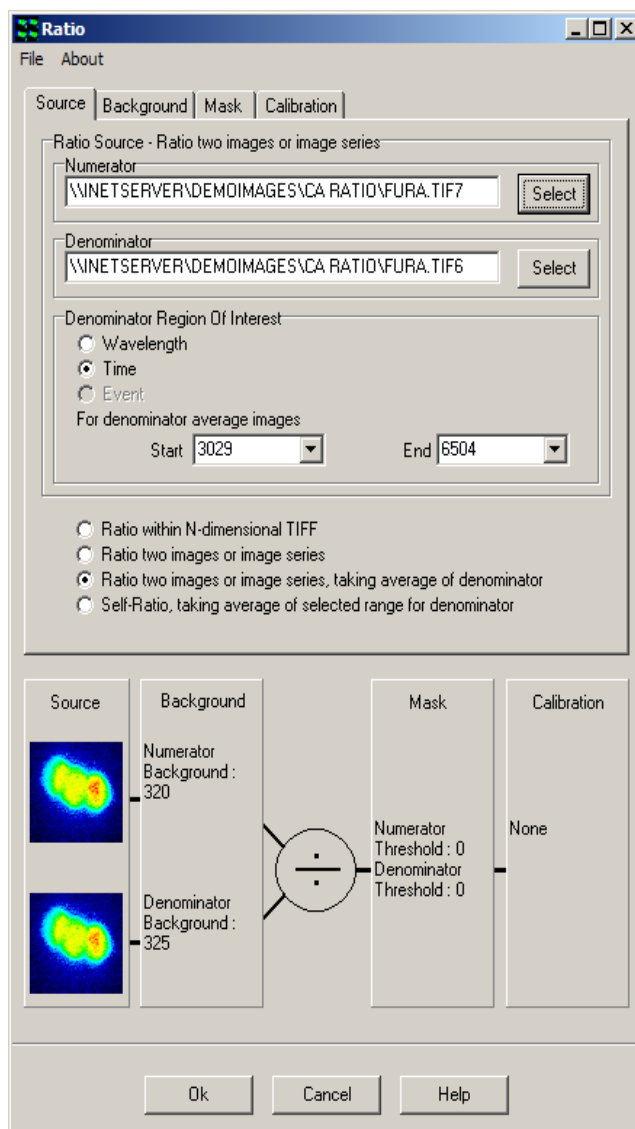 Ratio
File About
Source Background Mask Calibration
Ratio Source - Ratio two images or image series
Numerator
\\INETSERVER\DEMOIMAGES\CA RATIO\FURA.TIF7 Select
Denominator
\\INETSERVER\DEMOIMAGES\CA RATIO\FURA.TIF6 Select
Denominator Region Of Interest
Wavelength
Time
Event
For denominator average images
Start 3029 End 6504
Ratio within N-dimensional TIFF
Ratio two images or image series
Ratio two images or image series, taking average of denominator
Self-Ratio, taking average of selected range for denominator
Source Background Mask Calibration
Numerator
Background :
320
Denominator
Background :
325
Numerator
Threshold : 0
Denominator
Threshold : 0
None
Ok Cancel Help